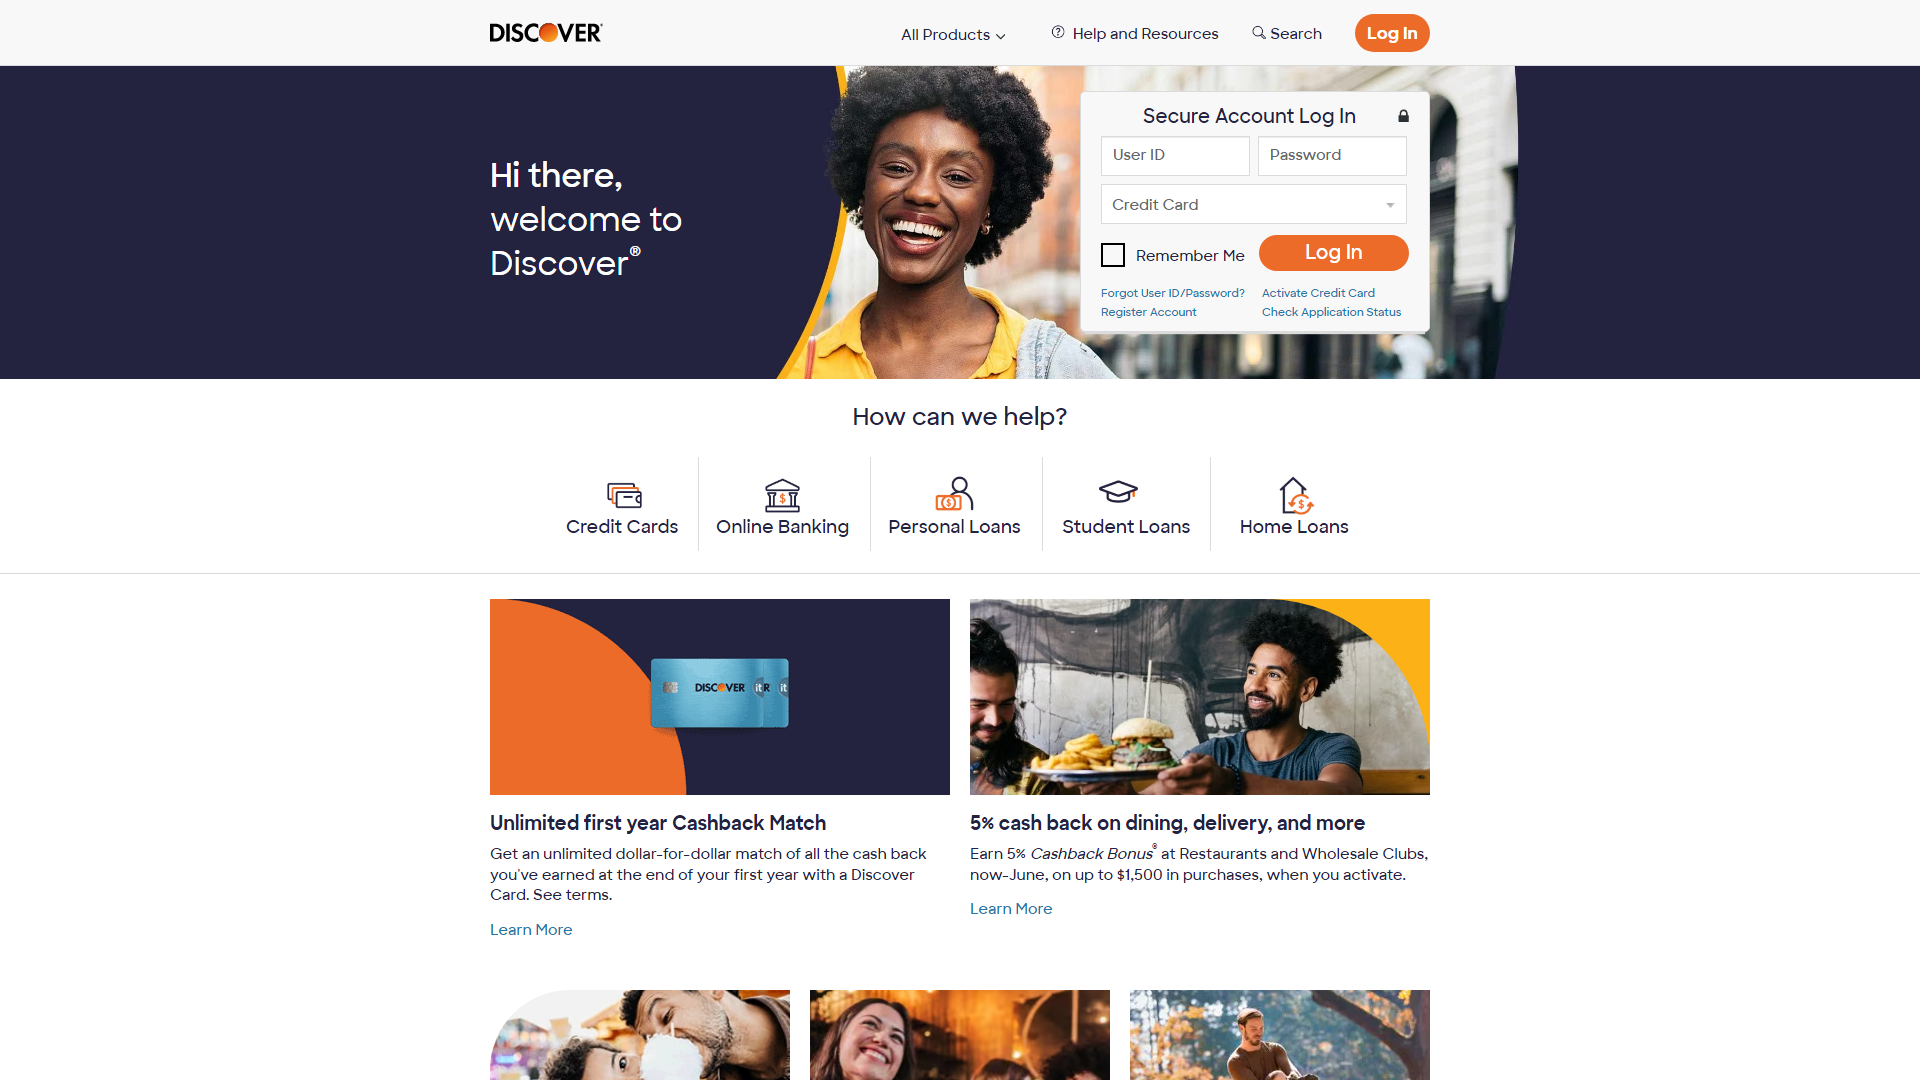 DISCOVER
All Products
Help and Resources
Search
Log In
Hi there,
welcome to
Discover®
Secure Account Log In
User ID
Password
Credit Card
Remember Me
Log In
Forgot User ID/Password?
Activate Credit Card
Register Account
Check Application Status
How can we help?
Credit Cards
Online Banking
Personal Loans
Student Loans
Home Loans
DISCOVER it R it
Unlimited first year Cashback Match
Get an unlimited dollar-for-dollar match of all the cash back
you've earned at the end of your first year with a Discover
Card. See terms.
Learn More
5% cash back on dining, delivery, and more
Earn 5% Cashback Bonus® at Restaurants and Wholesale Clubs,
now-June, on up to $1,500 in purchases, when you activate.
Learn More